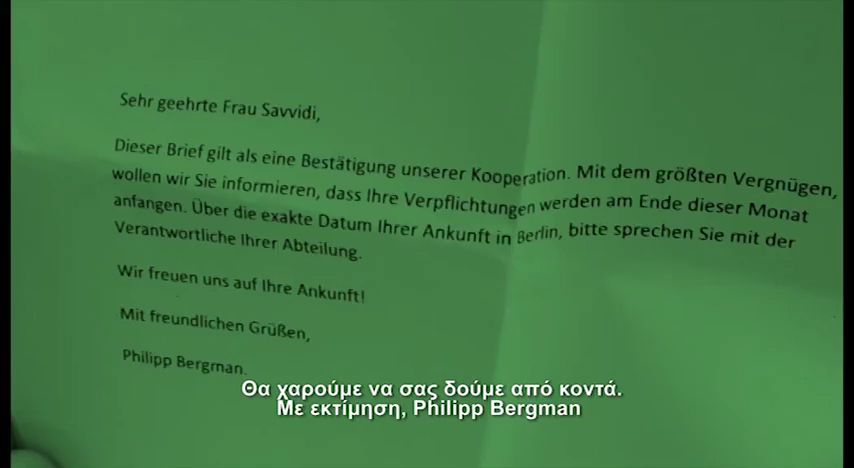 Sehr geehrte Frau Savvidi,
Dieser Brief gilt als eine Bestätigung unserer Kooperation. Mit dem größten Vergnügen,
wollen wir Sie informieren, dass Ihre Verpflichtungen werden am Ende dieser Monat
anfangen. Über die exakte Datum Ihrer Ankunft in Berlin, bitte sprechen Sie mit der
Verantwortliche Ihrer Abteilung.
Wir freuen uns auf Ihre Ankunft!
Mit freundlichen Grüßen,
Philipp Bergman.
Θα χαρούμε να σας δούμε από κοντά.
Με εκτίμηση, Philipp Bergman